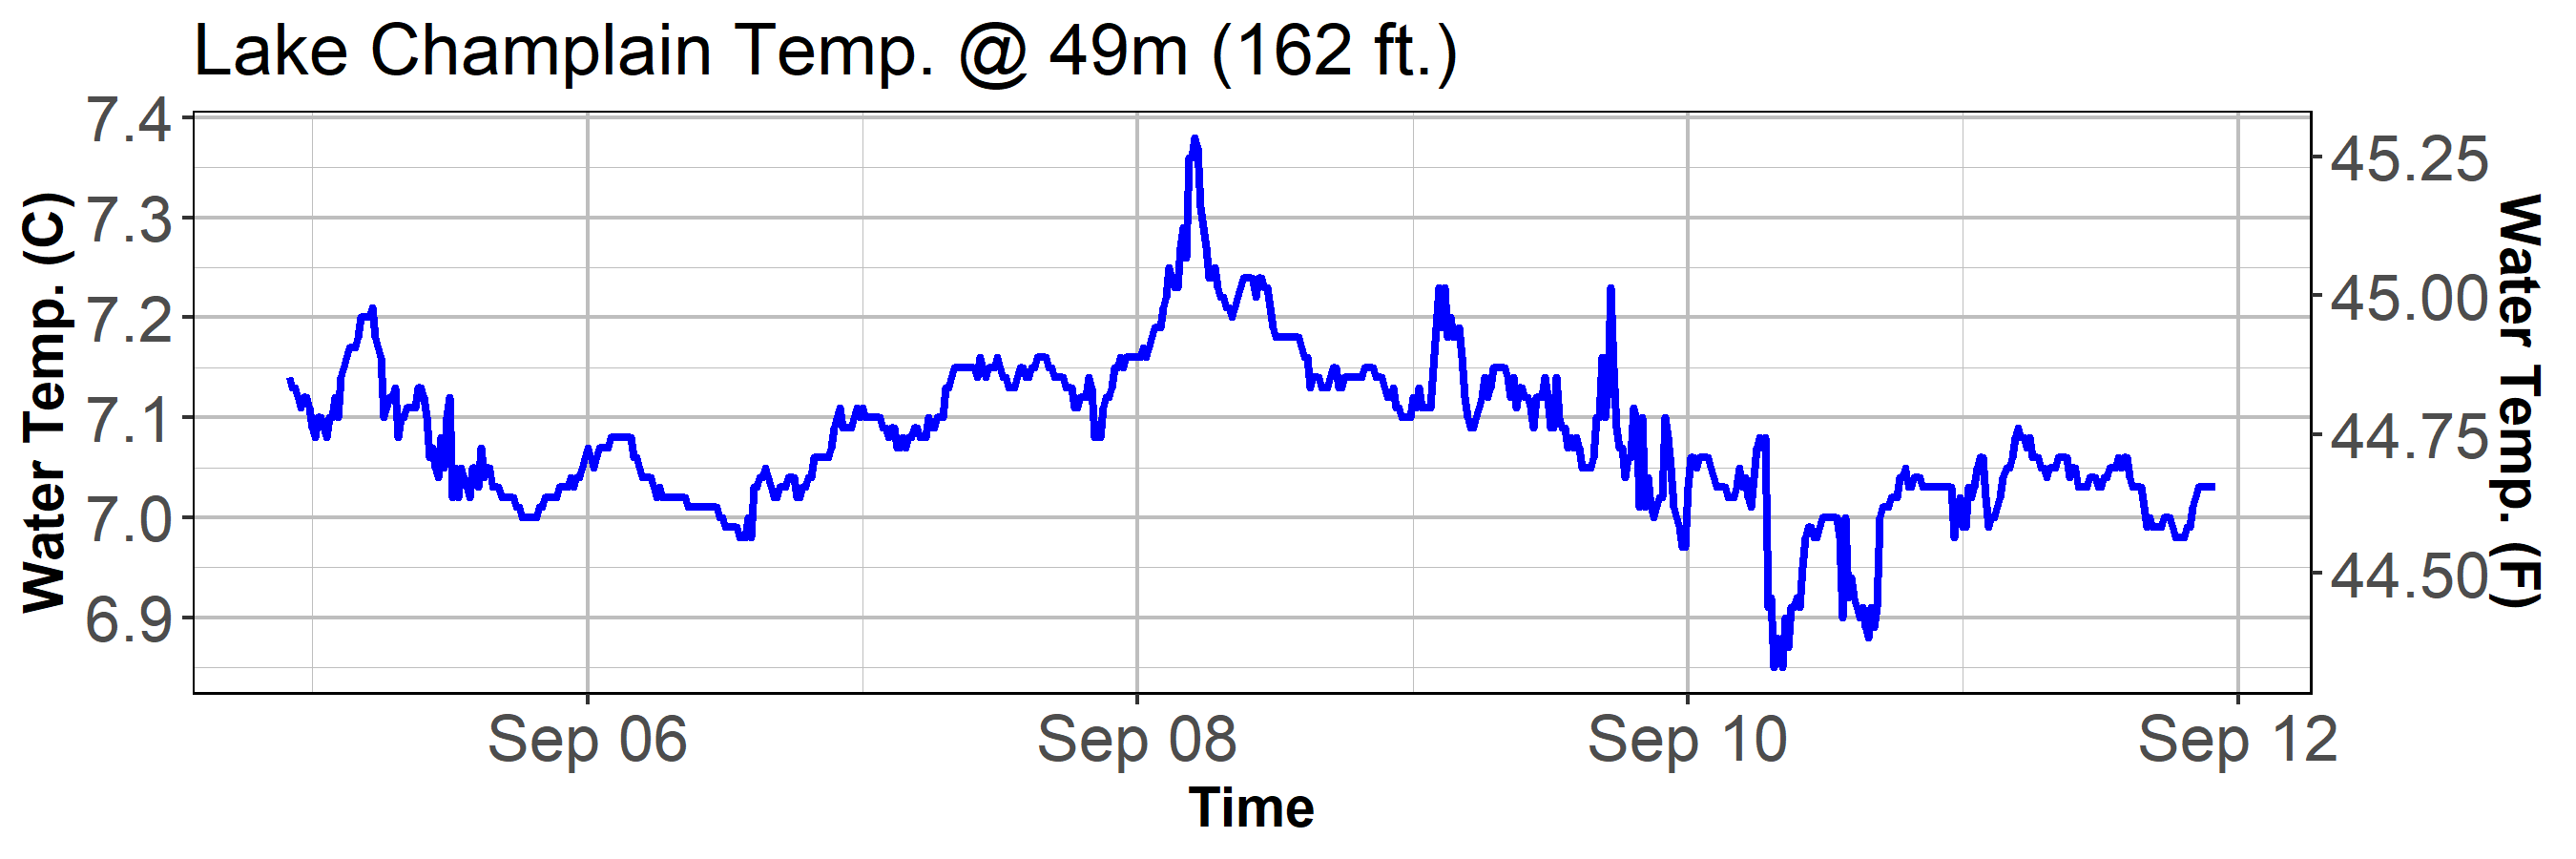 Lake Champlain Temp. @ 49m (162 ft.)
Water Temp. (C)
7.4
7.3
7.2
7.1
7.0
6.9
45.25
45.00
44.75
44.50
Water Temp. (F)
Sep 06 Sep 08 Sep 10 Sep 12
Time